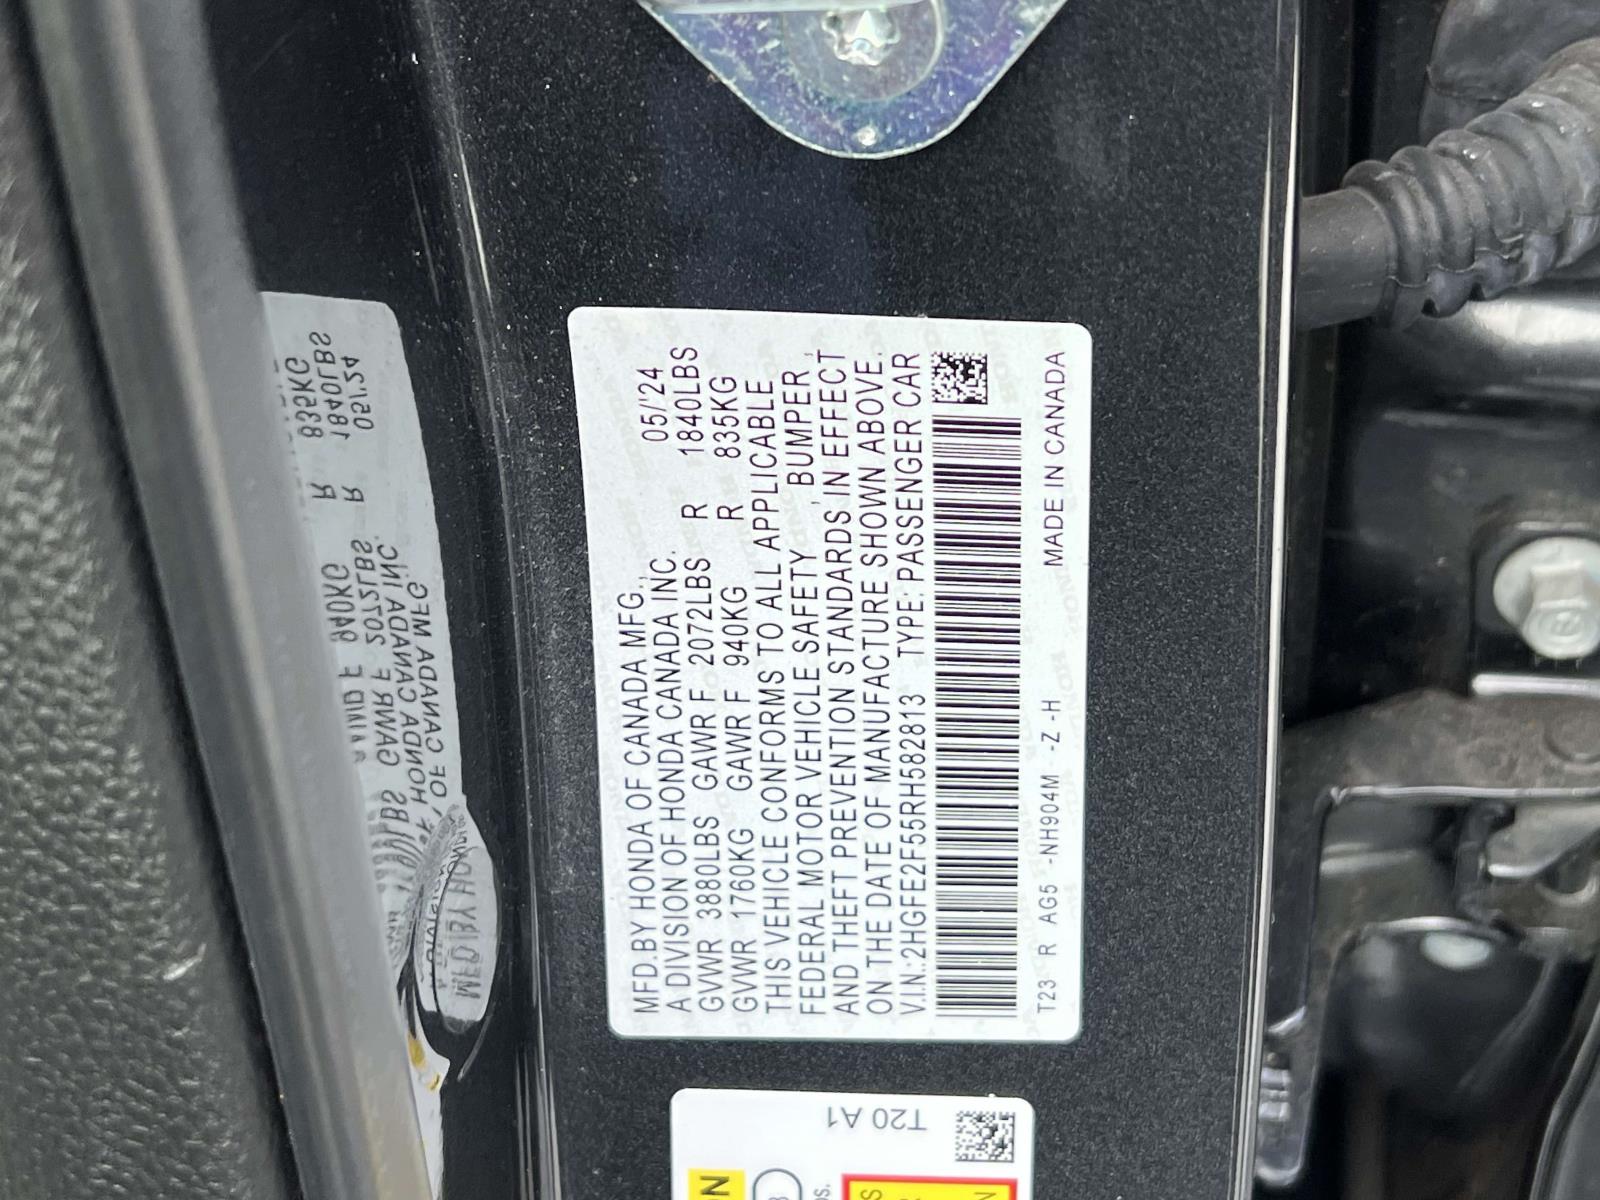 MFD.BY HONDA OF CANADA MFG., 05/'24
A DIVISION OF HONDA CANADA INC.
GVWR 3880LBS GAWR F 2072LBS R 1840LBS
GVWR 1760KG GAWR F 940KG R 835KG
THIS VEHICLE CONFORMS TO ALL APPLICABLE
FEDERAL MOTOR VEHICLE SAFETY, BUMPER,
AND THEFT PREVENTION STANDARDS IN EFFECT
ON THE DATE OF MANUFACTURE SHOWN ABOVE.
V.IN.:2HGFE2F55RH582813 TYPE:PASSENGER CAR
T23 R AG5 -NH904M -Z -H MADE IN CANADA
T20 A1